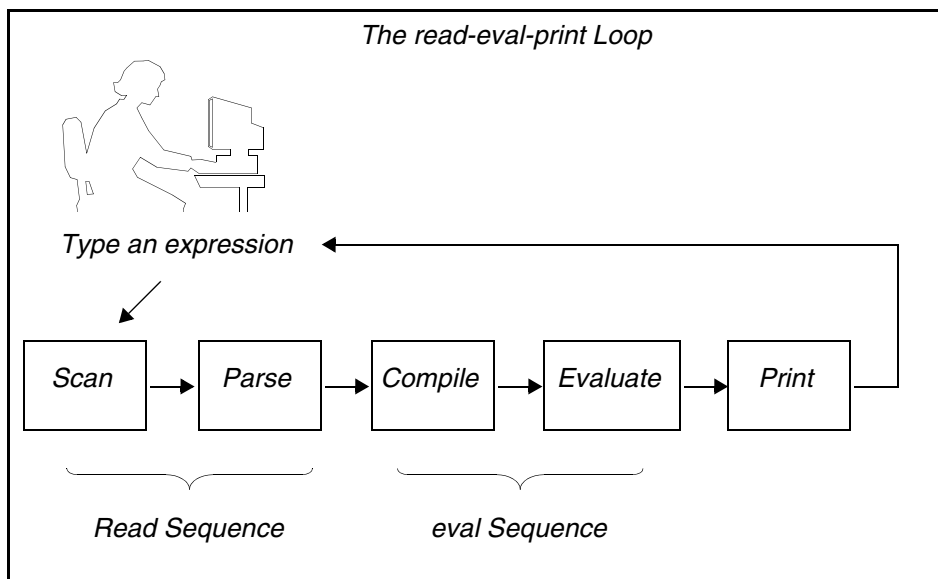 The read-eval-print Loop
Type an expression
Scan
Parse
Compile
Evaluate
Print
Read Sequence
eval Sequence